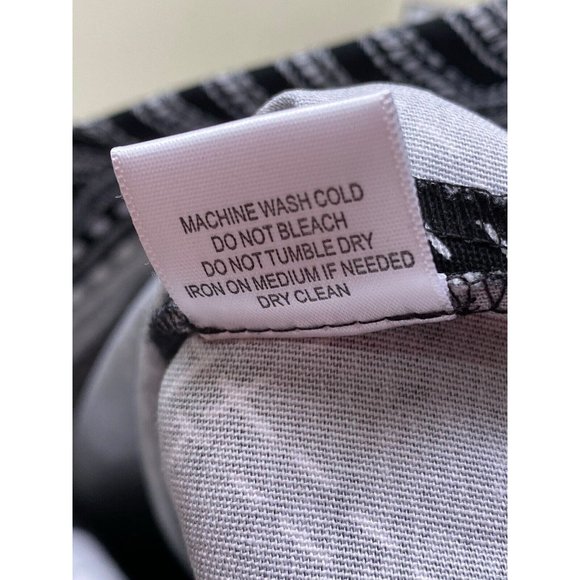 MACHINE WASH COLD
DO NOT BLEACH
DO NOT TUMBLE DRY
IRON ON MEDIUM IF NEEDED
DRY CLEAN